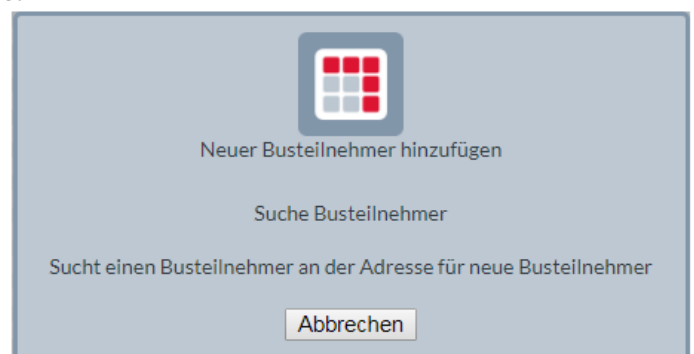 Neuer Busteilnehmer hinzufügen
Suche Busteilnehmer
Sucht einen Busteilnehmer an der Adresse für neue Busteilnehmer
Abbrechen